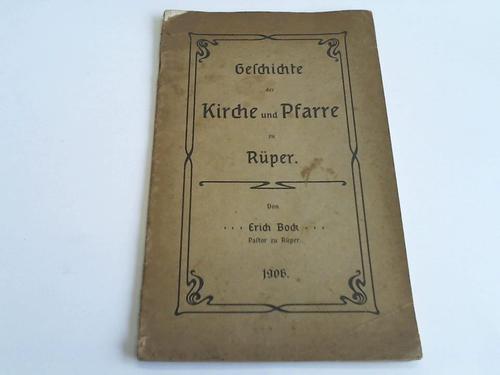 Geſchichte
der
Kirche und Pfarre
zu
Rüper.
Von
Erich Bock
Paſtor zu Rüper.
1906.